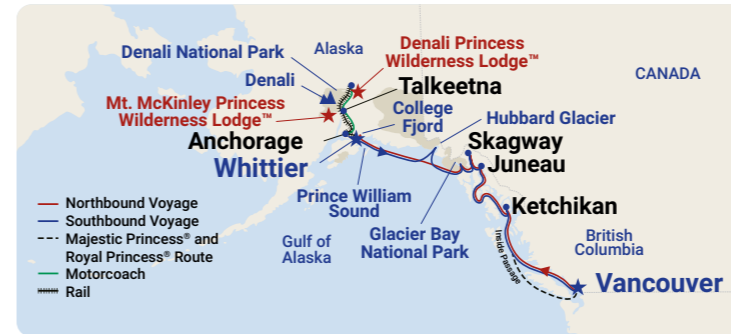 Denali National Park
Alaska
Denali Princess
Wilderness Lodge™
Denali
Talkeetna
CANADA
Mt. McKinley Princess
Wilderness Lodge™
College
Fjord
Hubbard Glacier
Anchorage
Skagway
Whittier
Juneau
Prince William
Sound
Ketchikan
Glacier Bay
National Park
Gulf of
Alaska
British
Columbia
Inside Passage
Vancouver
Northbound Voyage
Southbound Voyage
Majestic Princess® and
Royal Princess® Route
Motorcoach
Rail